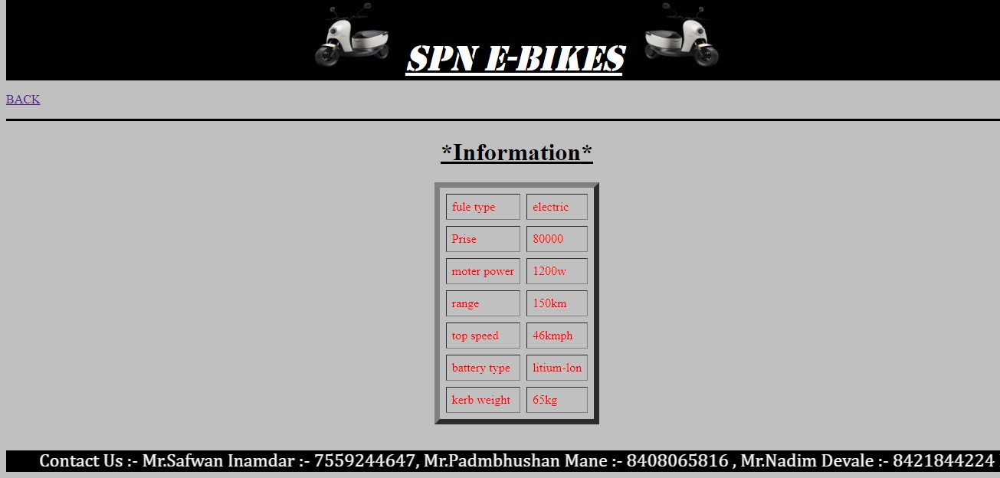 SPN E-BIKES
BACK
*Information*
fule type electric
Prise 80000
moter power 1200w
range 150km
top speed 46kmph
battery type litium-lon
kerb weight 65kg
Contact Us :- Mr.Safwan Inamdar :- 7559244647, Mr.Padmbhushan Mane :- 8408065816 , Mr.Nadim Devale :- 8421844224